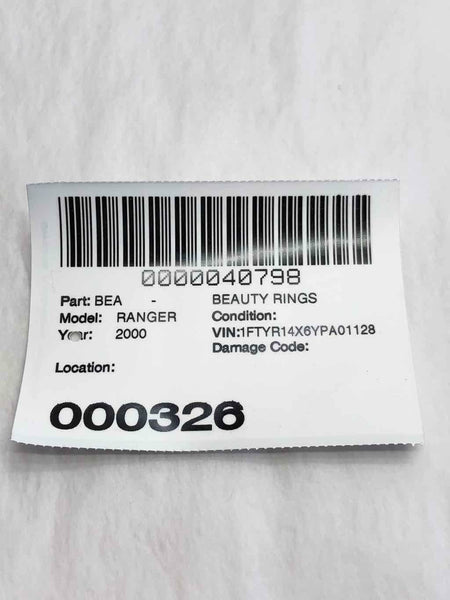 0000040798
Part: BEA - BEAUTY RINGS
Model: RANGER Condition:
Year: 2000 VIN:1FTYR14X6YPA01128
Damage Code:
Location:
000326